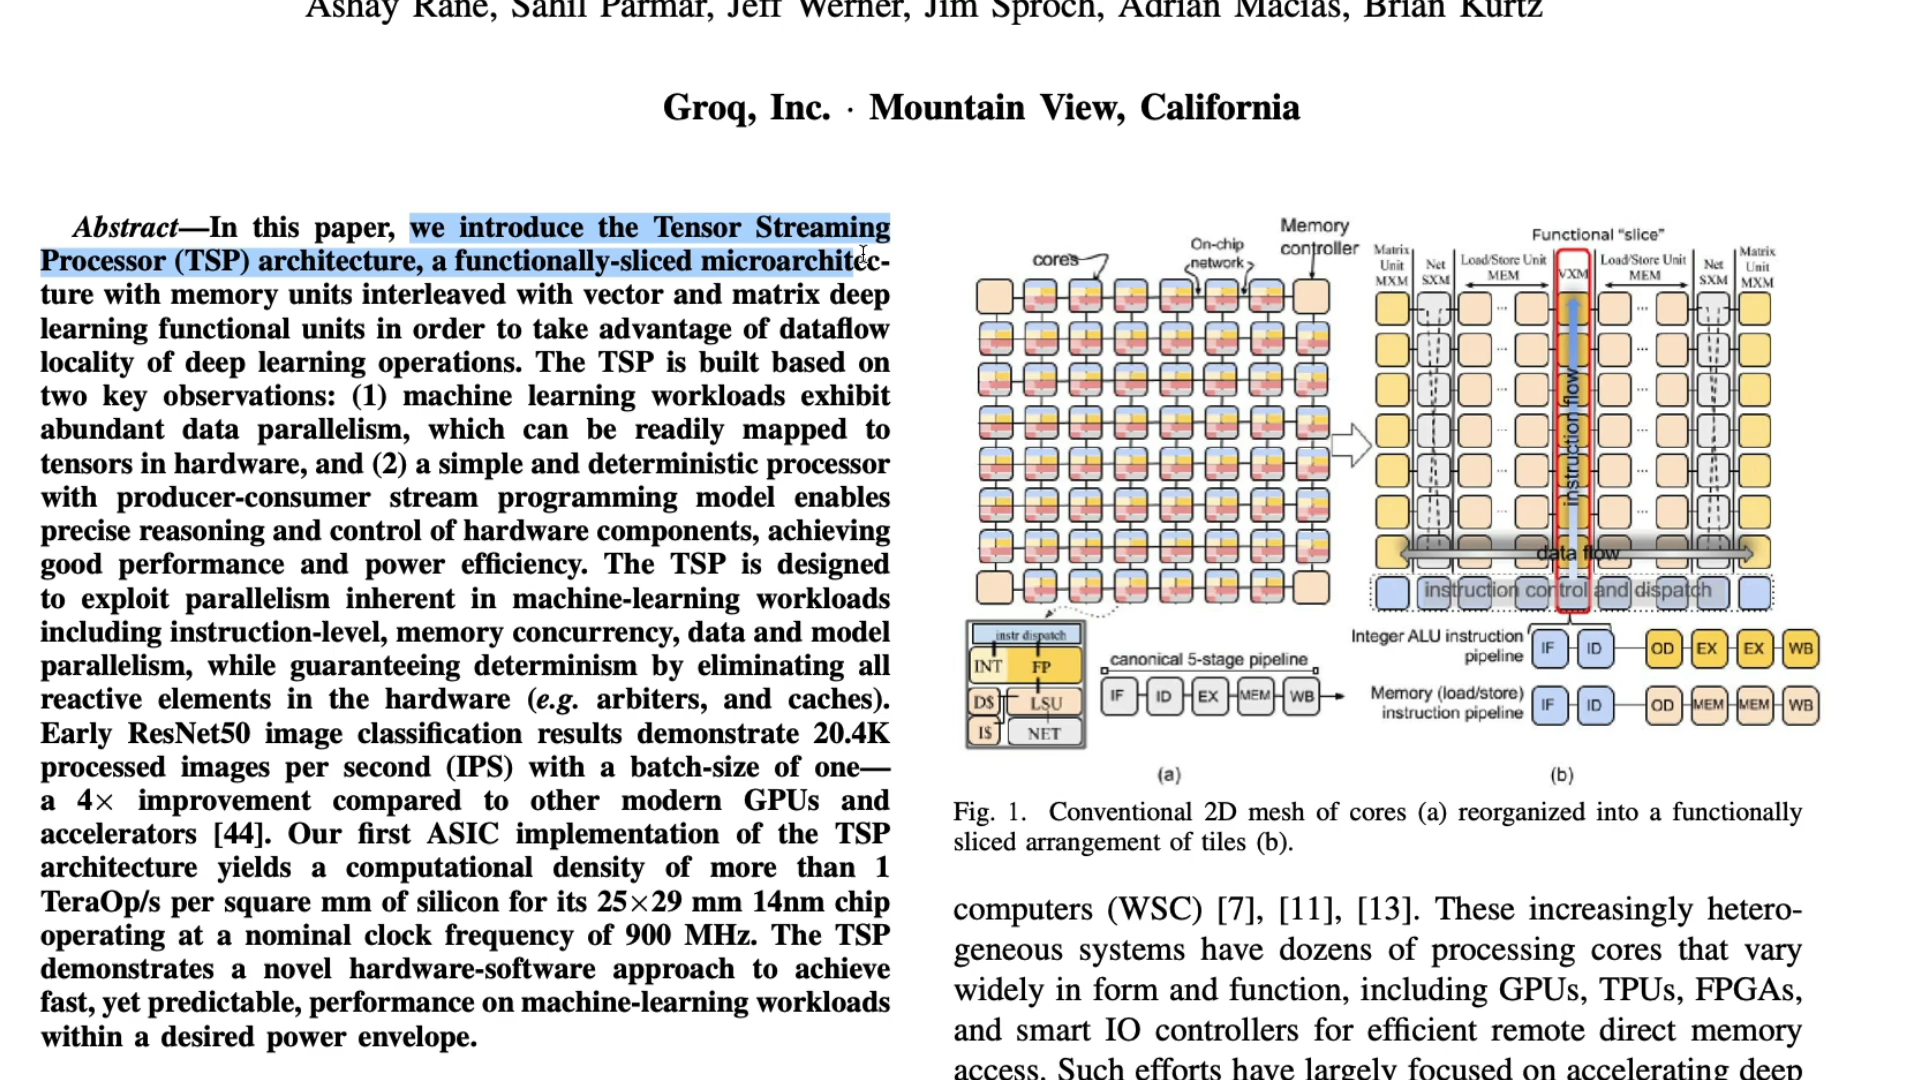 Ashay Rane, Sahil Parmar, Jeff Werner, Jim Sproch, Adrian Macias, Brian Kurtz
Groq, Inc. · Mountain View, California
Abstract—In this paper, we introduce the Tensor Streaming
Processor (TSP) architecture, a functionally-sliced microarchitec-
ture with memory units interleaved with vector and matrix deep
learning functional units in order to take advantage of dataflow
locality of deep learning operations. The TSP is built based on
two key observations: (1) machine learning workloads exhibit
abundant data parallelism, which can be readily mapped to
tensors in hardware, and (2) a simple and deterministic processor
with producer-consumer stream programming model enables
precise reasoning and control of hardware components, achieving
good performance and power efficiency. The TSP is designed
to exploit parallelism inherent in machine-learning workloads
including instruction-level, memory concurrency, data and model
parallelism, while guaranteeing determinism by eliminating all
reactive elements in the hardware (e.g. arbiters, and caches).
Early ResNet50 image classification results demonstrate 20.4K
processed images per second (IPS) with a batch-size of one—
a 4× improvement compared to other modern GPUs and
accelerators [44]. Our first ASIC implementation of the TSP
architecture yields a computational density of more than 1
TeraOp/s per square mm of silicon for its 25×29 mm 14nm chip
operating at a nominal clock frequency of 900 MHz. The TSP
demonstrates a novel hardware-software approach to achieve
fast, yet predictable, performance on machine-learning workloads
within a desired power envelope.
cores
On-chip
network
Memory
controller
instr dispatch
INT FP
D$ LSU
I$ NET
canonical 5-stage pipeline
IF ID EX MEM WB
(a)
Functional “slice”
Matrix
Unit
MXM
Net
SXM
Load/Store Unit
MEM
VXM
Load/Store Unit
MEM
Net
SXM
Matrix
Unit
MXM
instruction flow
data flow
instruction control and dispatch
Integer ALU instruction
pipeline
IF ID OD EX EX WB
Memory (load/store)
instruction pipeline
IF ID OD MEM MEM WB
(b)
Fig. 1. Conventional 2D mesh of cores (a) reorganized into a functionally
sliced arrangement of tiles (b).
computers (WSC) [7], [11], [13]. These increasingly hetero-
geneous systems have dozens of processing cores that vary
widely in form and function, including GPUs, TPUs, FPGAs,
and smart IO controllers for efficient remote direct memory
access. Such efforts have largely focused on accelerating deep